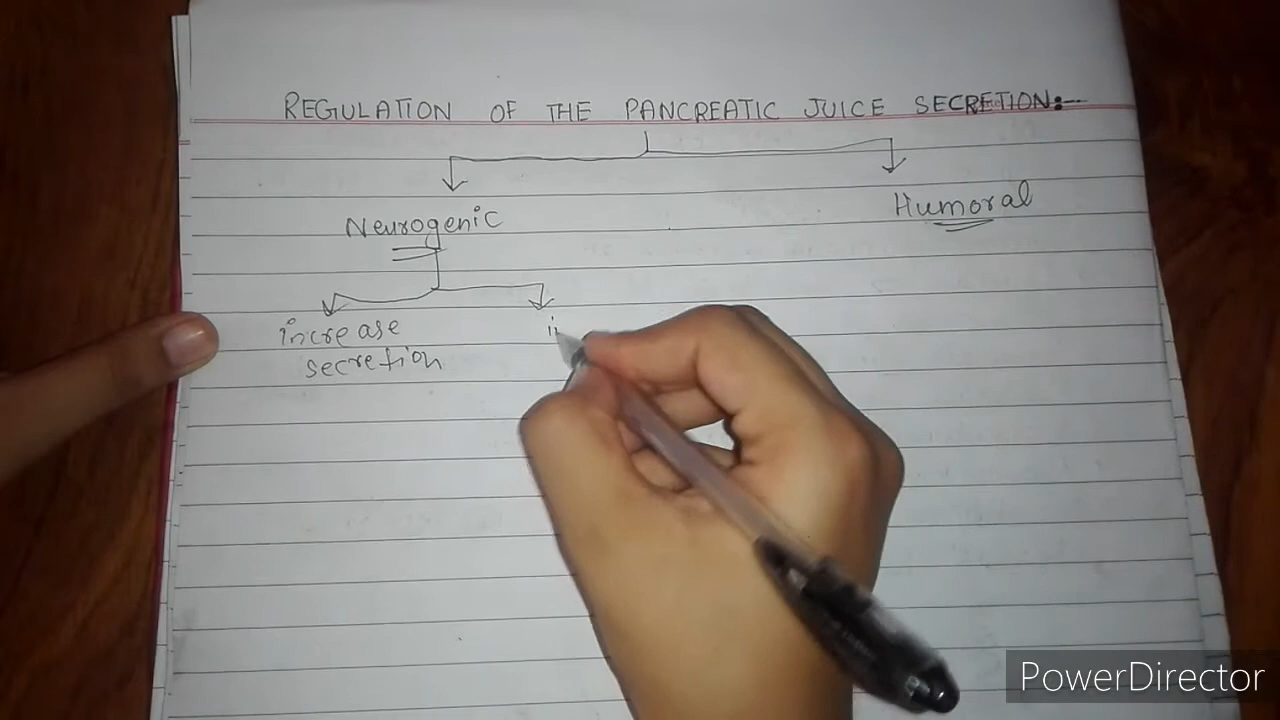 REGULATION OF THE PANCREATIC JUICE SECRETION:-
Neurogenic
Humoral
increase
secretion
PowerDirector